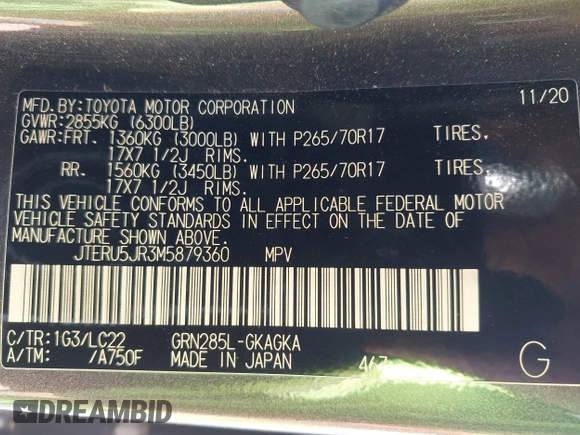 MFD.BY:TOYOTA MOTOR CORPORATION 11/20
GVWR:2855KG (6300LB)
GAWR:FRT. 1360KG (3000LB) WITH P265/70R17 TIRES.
17X7 1/2J RIMS.
RR. 1560KG (3450LB) WITH P265/70R17 TIRES.
17X7 1/2J RIMS.
THIS VEHICLE CONFORMS TO ALL APPLICABLE FEDERAL MOTOR
VEHICLE SAFETY STANDARDS IN EFFECT ON THE DATE OF
MANUFACTURE SHOWN ABOVE.
JTERU5JR3M5879360 MPV
C/TR:1G3/LC22 GRN285L-GKAGKA
A/TM: /A750F MADE IN JAPAN 467 G
DREAMBID